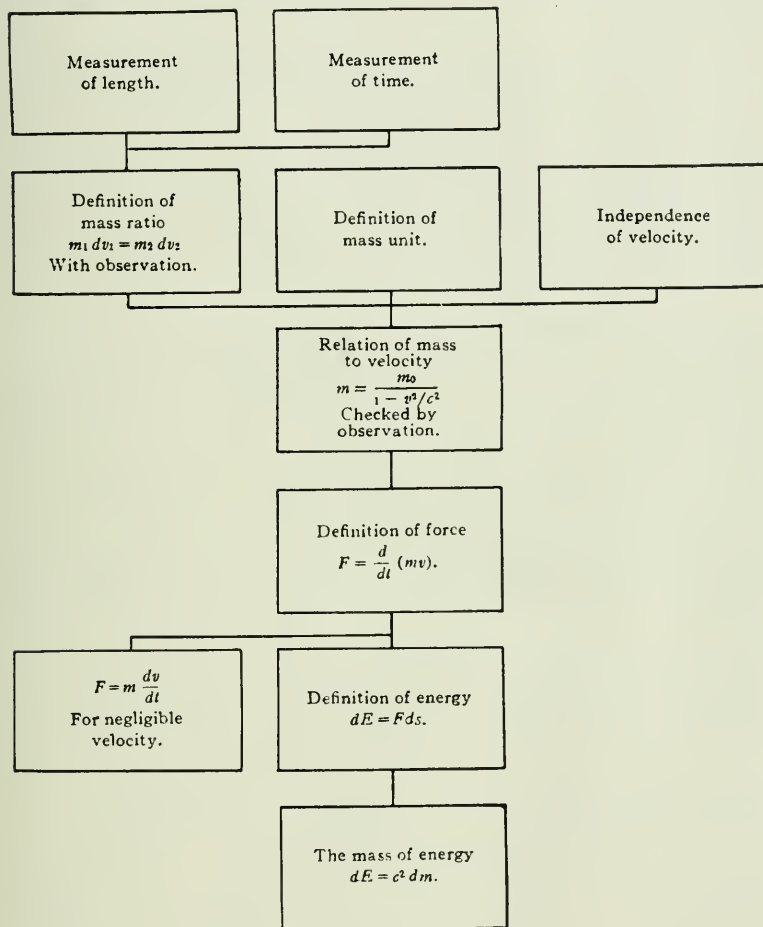 Measurement
of length.
Measurement
of time.
Definition of
mass ratio
m₁ dv₁ = m₂ dv₂
With observation.
Definition of
mass unit.
Independence
of velocity.
Relation of mass
to velocity
m = m₀ / (1 − v²/c²)
Checked by
observation.
Definition of force
F = d/dt (mv).
F = m dv/dt
For negligible
velocity.
Definition of energy
dE = Fds.
The mass of energy
dE = c² dm.